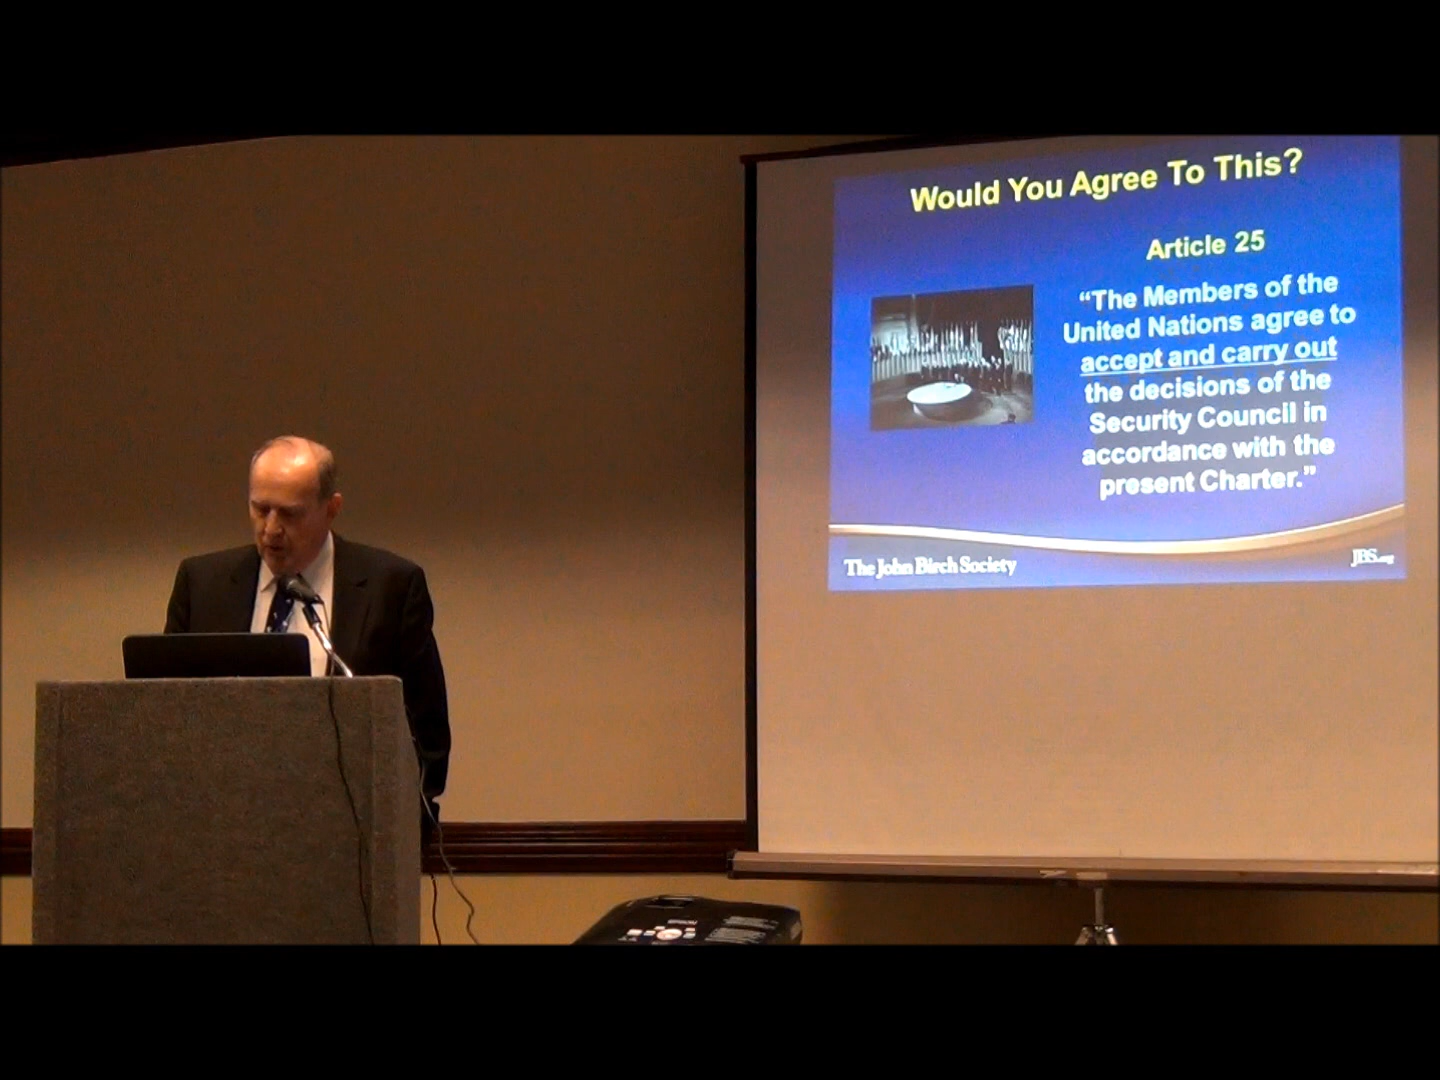 Would You Agree To This?
Article 25
“The Members of the
United Nations agree to
accept and carry out
the decisions of the
Security Council in
accordance with the
present Charter.”
The John Birch Society
JBS.org